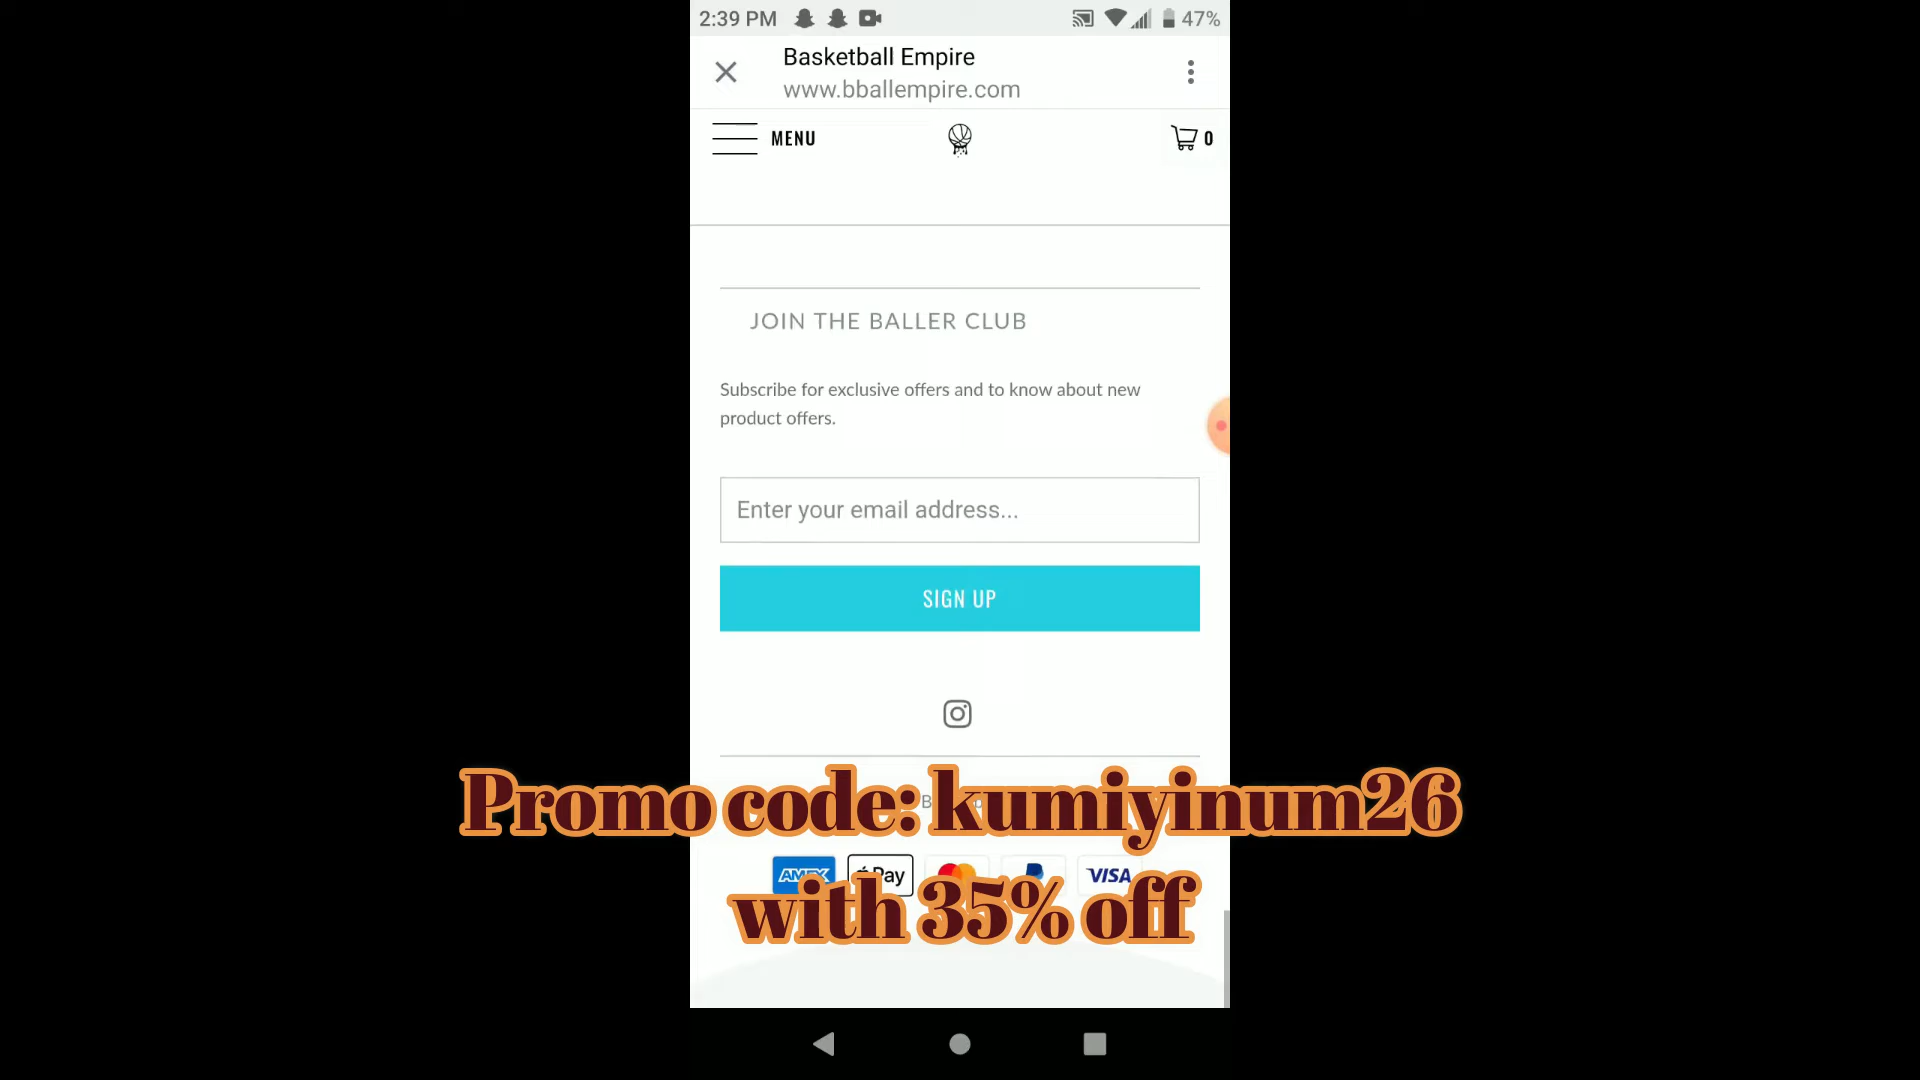 2:39 PM 47%
Basketball Empire
www.bballempire.com
MENU 0
JOIN THE BALLER CLUB
Subscribe for exclusive offers and to know about new
product offers.
Enter your email address...
SIGN UP
Promo code: kumiyinum26
AMEX Pay VISA
with 35% off